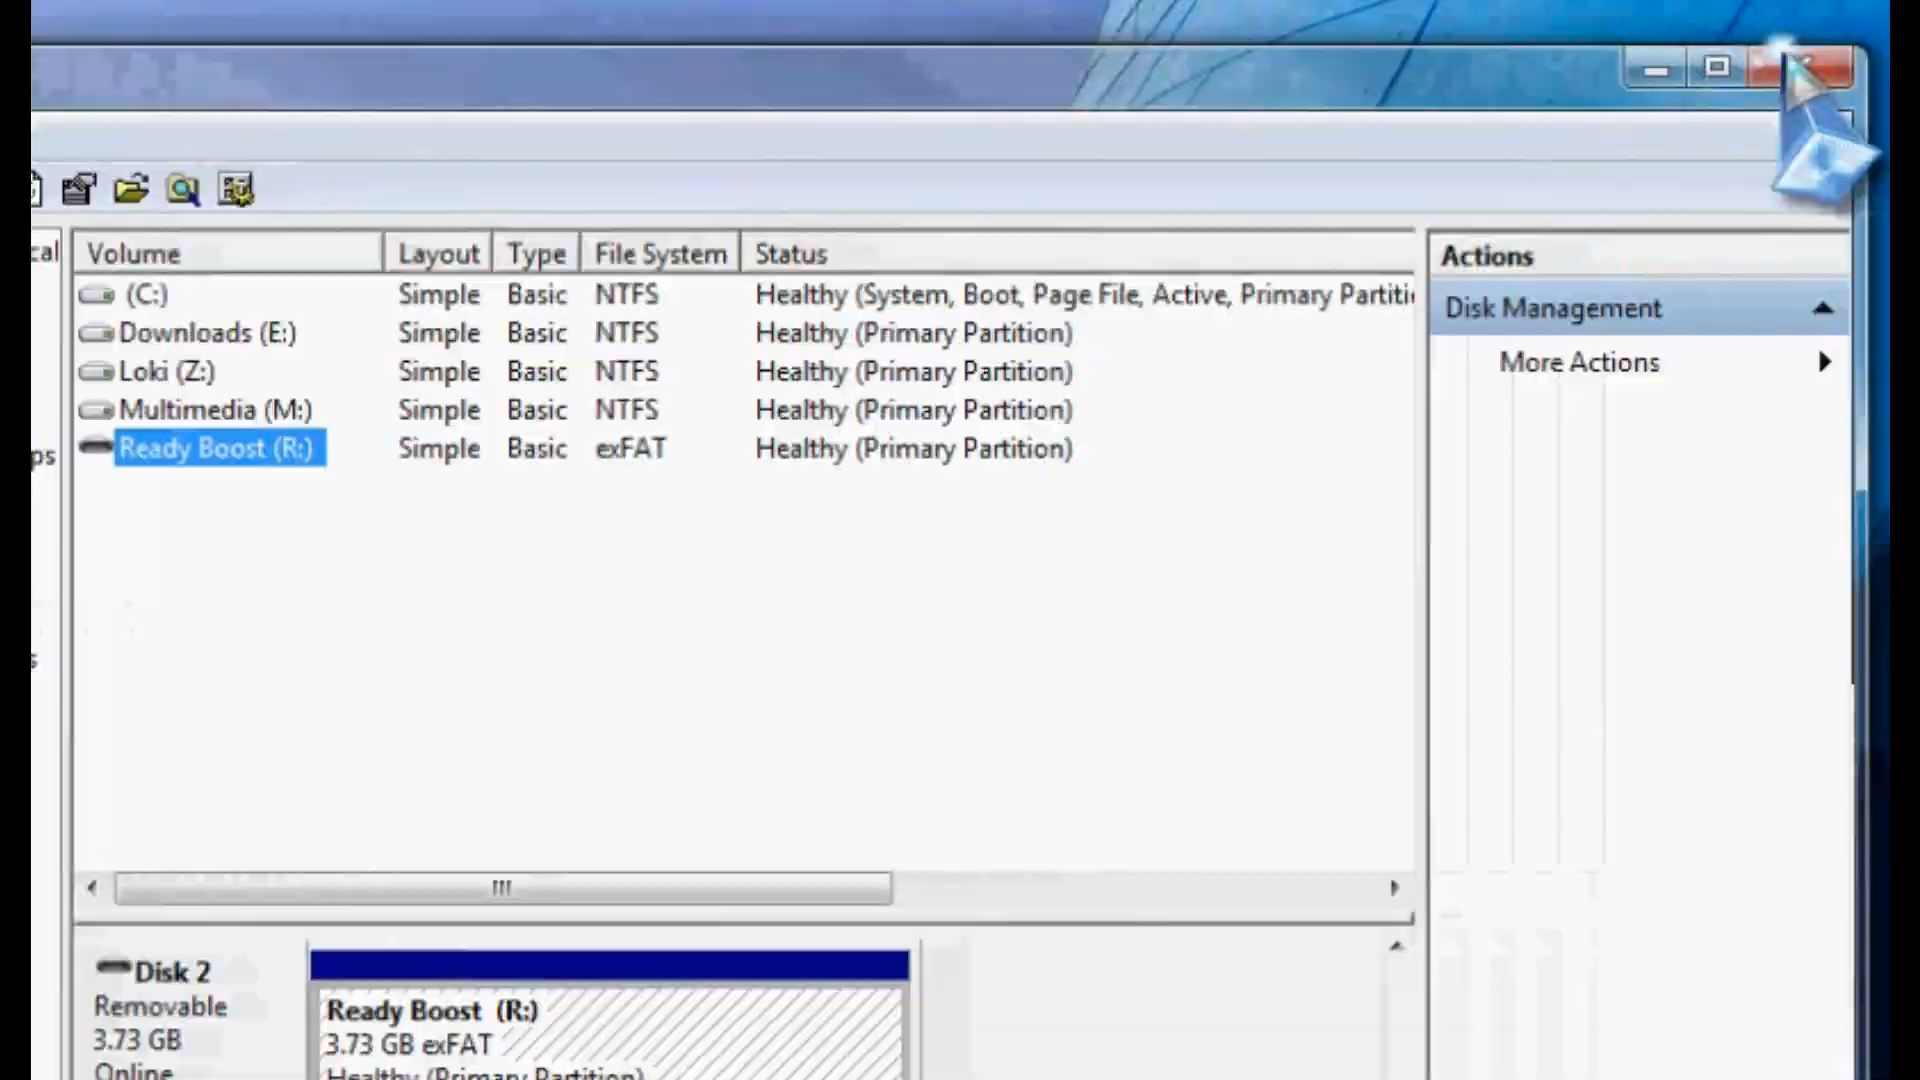 cal
Volume Layout Type File System Status
(C:) Simple Basic NTFS Healthy (System, Boot, Page File, Active, Primary Partiti
Downloads (E:) Simple Basic NTFS Healthy (Primary Partition)
Loki (Z:) Simple Basic NTFS Healthy (Primary Partition)
Multimedia (M:) Simple Basic NTFS Healthy (Primary Partition)
Ready Boost (R:) Simple Basic exFAT Healthy (Primary Partition)
ps
s
Actions
Disk Management
More Actions
Disk 2
Removable
3.73 GB
Online
Ready Boost (R:)
3.73 GB exFAT
Healthy (Primary Partition)